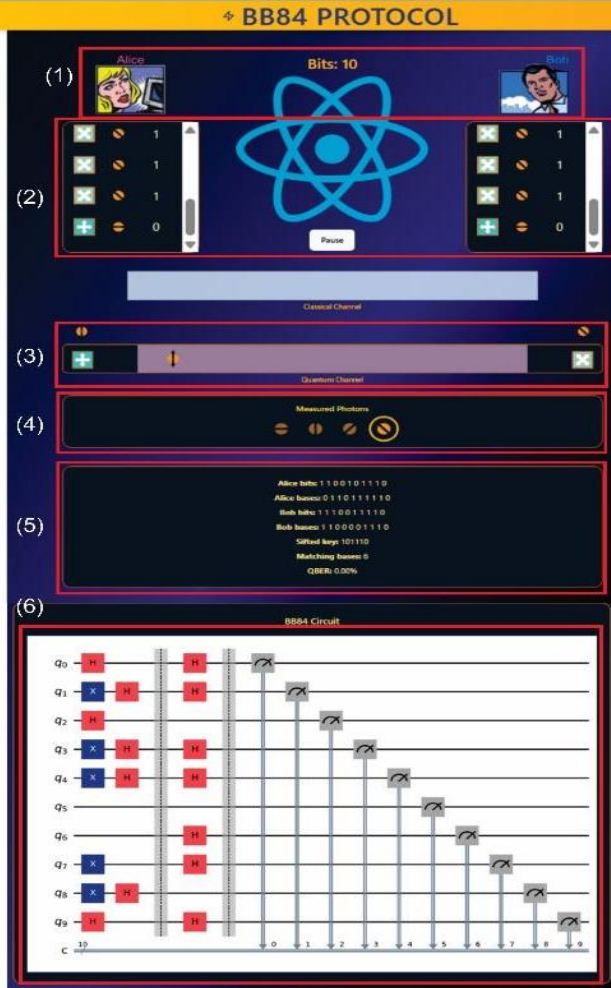 BB84 PROTOCOL
(1)
Alice
Bits: 10
Bob
(2)
1 1
1 1
1 1
0 0
Pause
Classical Channel
(3)
Quantum Channel
(4)
Measured Photons
(5)
Alice bits: 1 1 0 0 1 0 1 1 1 0
Alice bases: 0 1 1 0 1 1 1 1 1 0
Bob bits: 1 1 1 0 0 1 1 1 1 0
Bob bases: 1 1 0 0 0 0 1 1 1 0
Sifted key: 101110
Matching bases: 6
QBER: 0.00%
(6)
BB84 Circuit
q0 H H
q1 X H H
q2 H
q3 X H H
q4 X H H
q5
q6 H
q7 X H
q8 X H
q9 H H
c 10 0 1 2 3 4 5 6 7 8 9